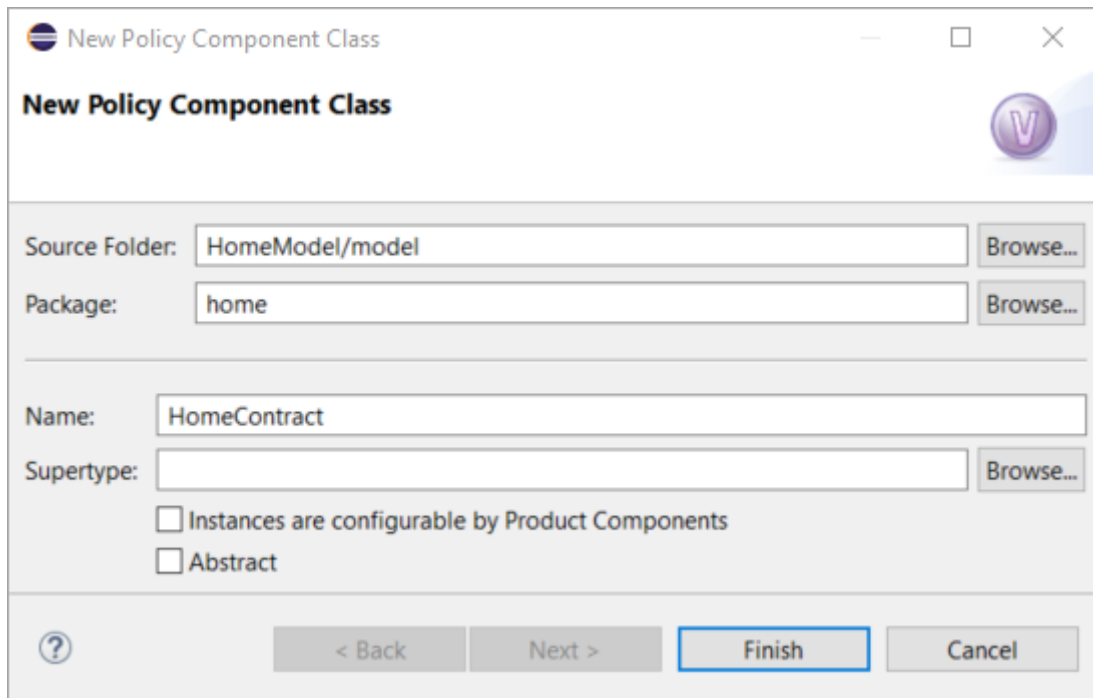 New Policy Component Class
New Policy Component Class
V
Source Folder: HomeModel/model Browse...
Package: home Browse...
Name: HomeContract
Supertype: Browse...
Instances are configurable by Product Components
Abstract
? < Back Next > Finish Cancel